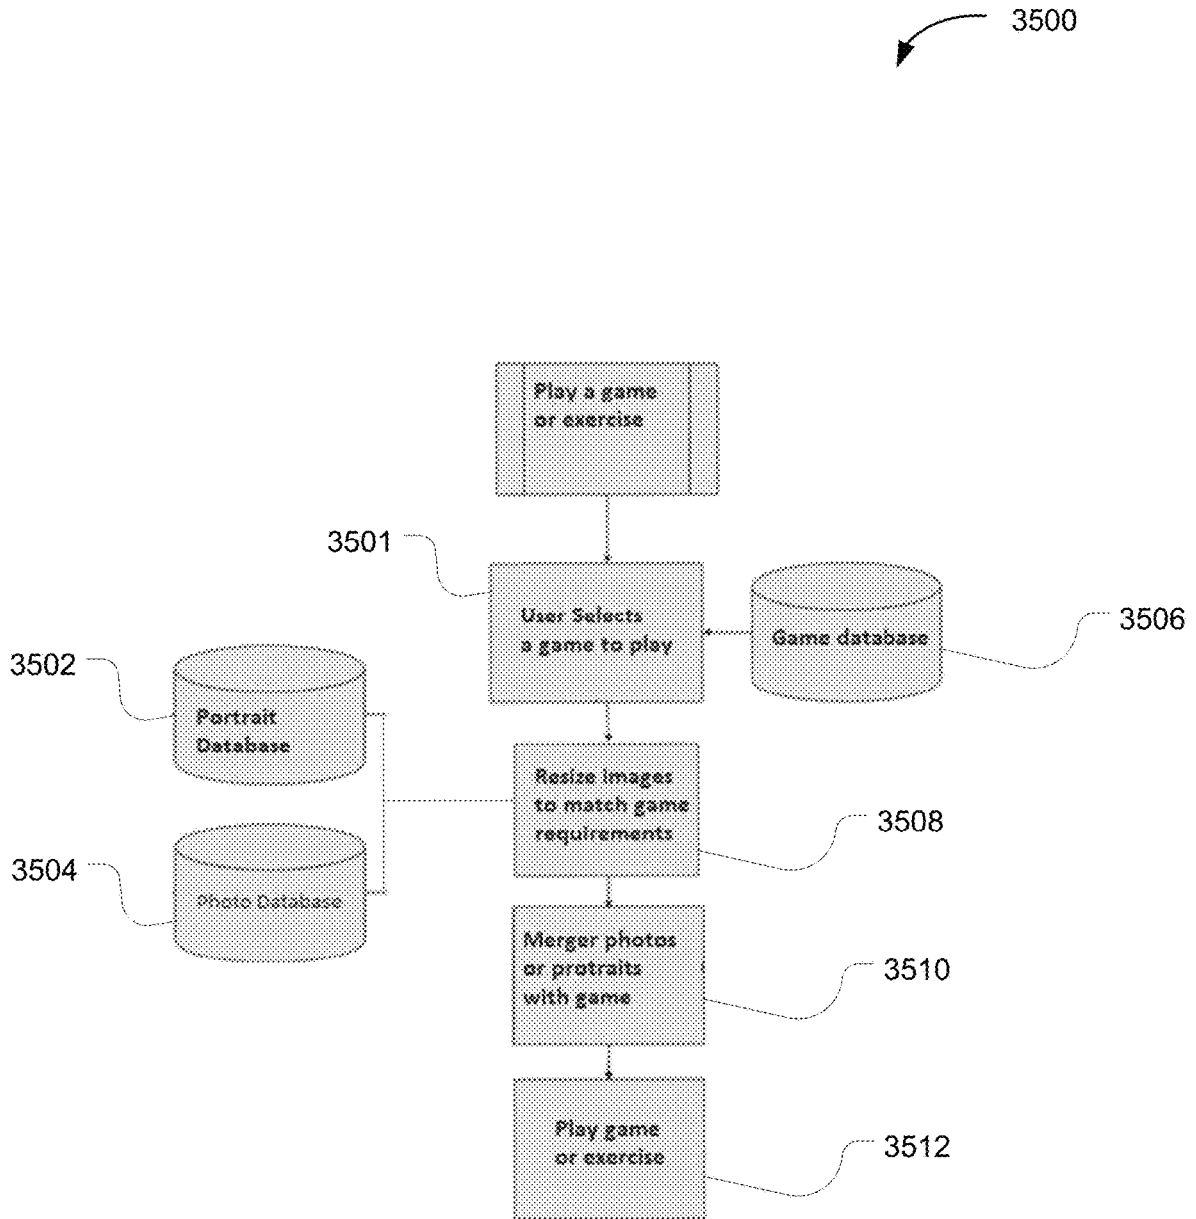 3500
Play a game
or exercise
3501
User Selects
a game to play
Game database
3506
3502
Portrait
Database
Resize images
to match game
requirements
3508
3504
Photo Database
Merger photos
or protraits
with game
3510
Play game
or exercise
3512